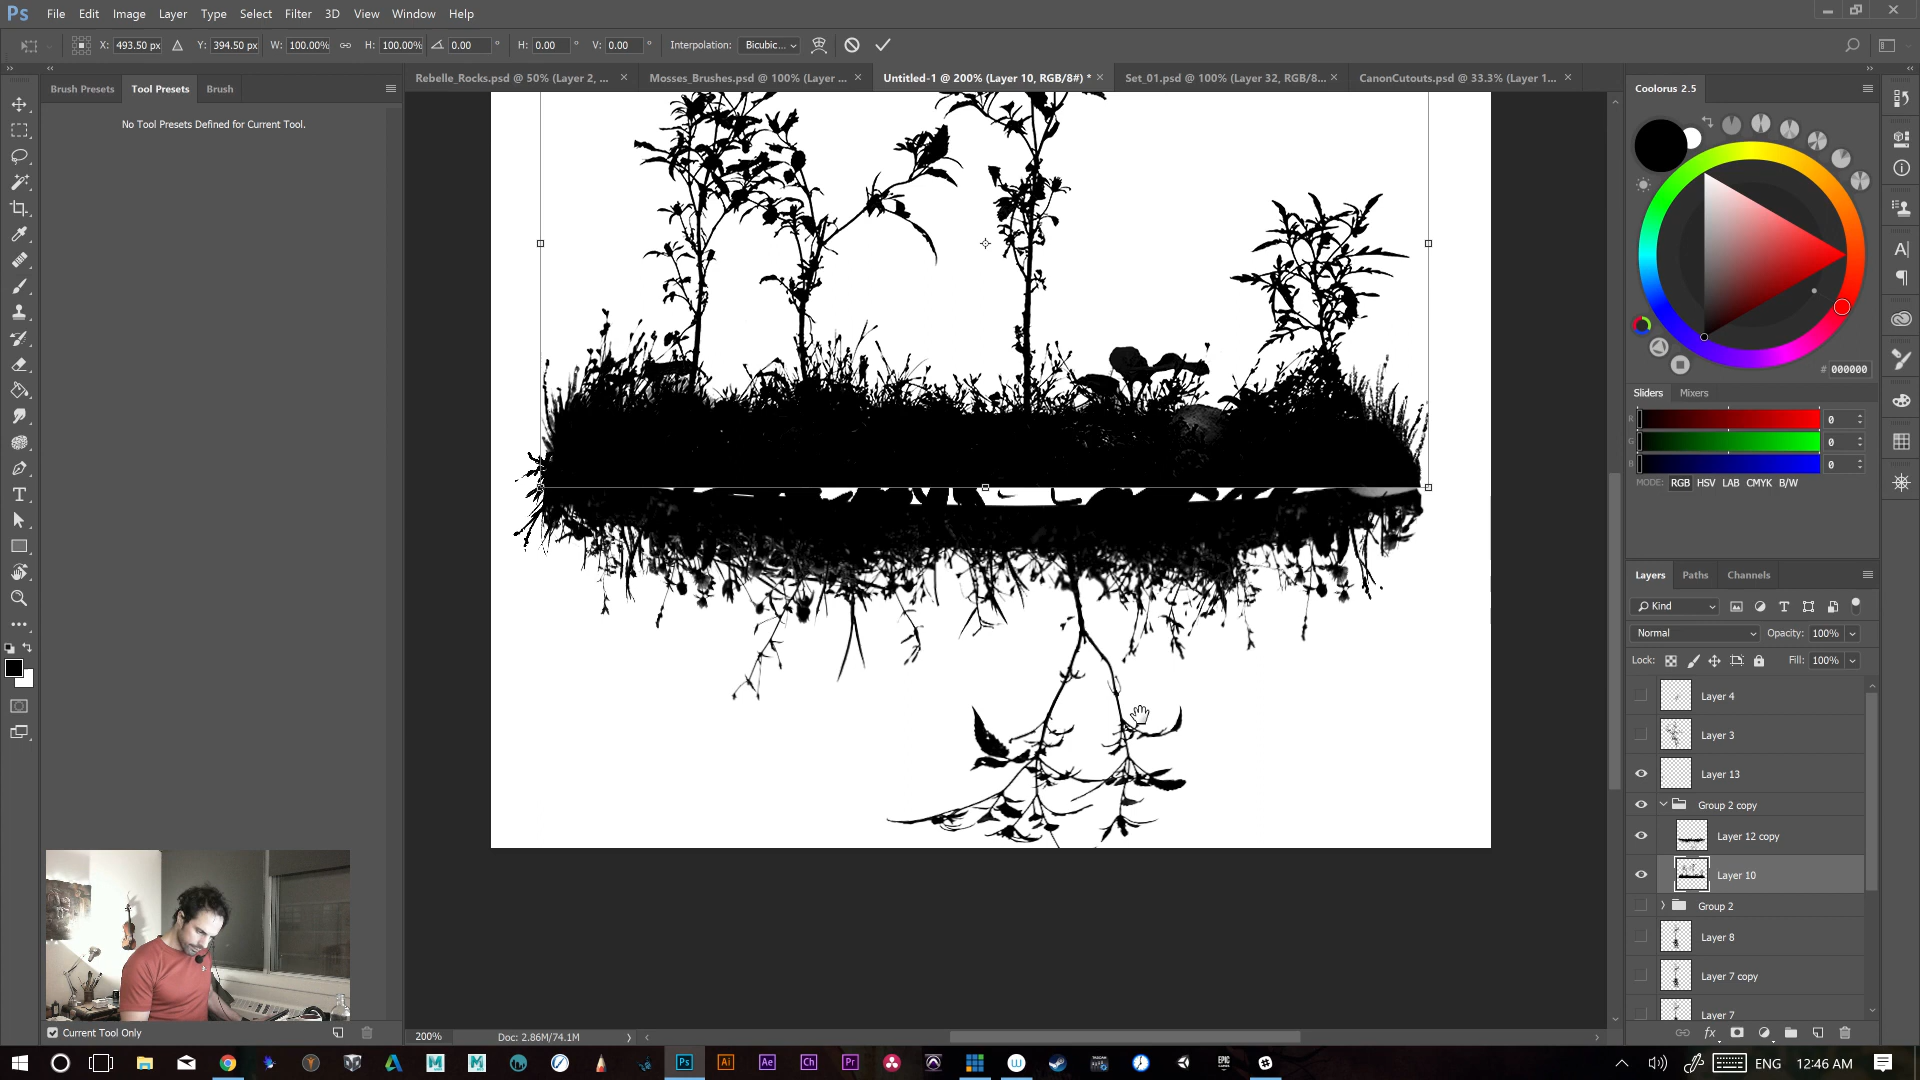 Ps File Edit Image Layer Type Select Filter 3D View Window Help
X: 493.50 px Y: 394.50 px W: 100.00% H: 100.00% 0.00 ° H: 0.00 ° V: 0.00 ° Interpolation: Bicubic...
Rebelle_Rocks.psd @ 50% (Layer 2, ... Mosses_Brushes.psd @ 100% (Layer ... Untitled-1 @ 200% (Layer 10, RGB/8#) * Set_01.psd @ 100% (Layer 32, RGB/8... CanonCutouts.psd @ 33.3% (Layer 1...
Brush Presets Tool Presets Brush
No Tool Presets Defined for Current Tool.
Current Tool Only
200% Doc: 2.86M/74.1M
Coolorus 2.5
# 000000
Sliders Mixers
R 0
G 0
B 0
MODE: RGB HSV LAB CMYK B/W
Layers Paths Channels
Kind
Normal Opacity: 100%
Lock: Fill: 100%
Layer 4
Layer 3
Layer 13
Group 2 copy
Layer 12 copy
Layer 10
Group 2
Layer 8
Layer 7 copy
Layer 7
fx
Ps Ai Ae Ch Pr
ENG 12:46 AM